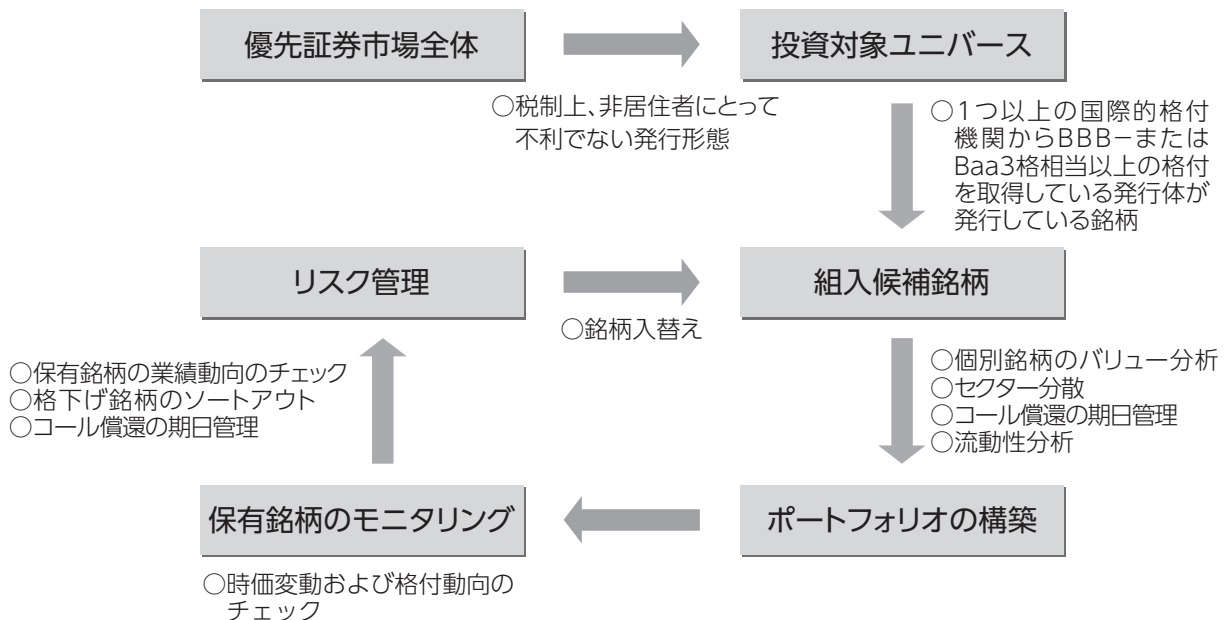 優先証券市場全体
投資対象ユニバース
○税制上、非居住者にとって
不利でない発行形態
○1つ以上の国際的格付
機関からBBB−または
Baa3格相当以上の格付
を取得している発行体が
発行している銘柄
リスク管理
組入候補銘柄
○銘柄入替え
○保有銘柄の業績動向のチェック
○格下げ銘柄のソートアウト
○コール償還の期日管理
○個別銘柄のバリュー分析
○セクター分散
○コール償還の期日管理
○流動性分析
保有銘柄のモニタリング
ポートフォリオの構築
○時価変動および格付動向の
チェック